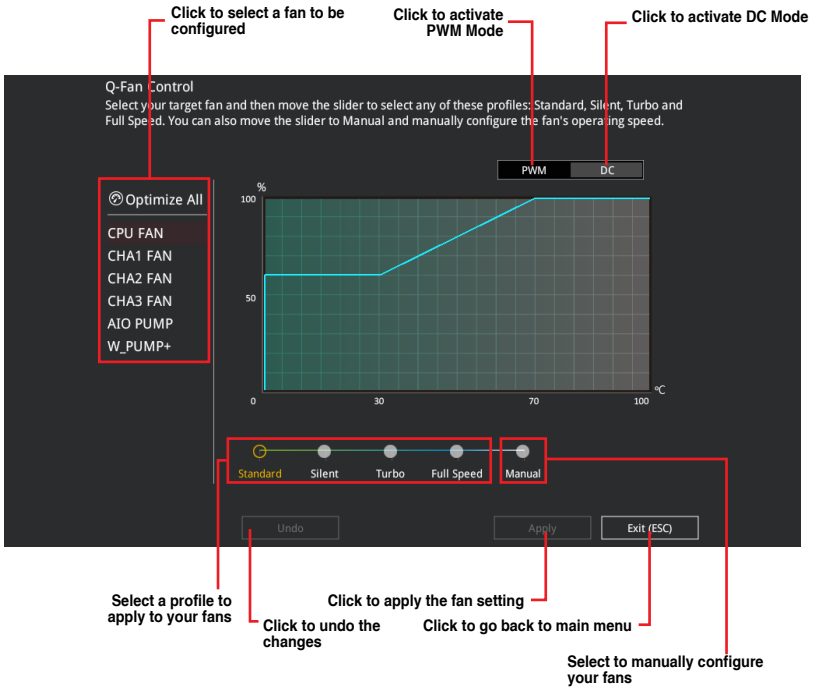 Click to select a fan to be
configured
Click to activate
PWM Mode
Click to activate DC Mode
Q-Fan Control
Select your target fan and then move the slider to select any of these profiles: Standard, Silent, Turbo and
Full Speed. You can also move the slider to Manual and manually configure the fan's operating speed.
PWM
DC
Optimize All
CPU FAN
CHA1 FAN
CHA2 FAN
CHA3 FAN
AIO PUMP
W_PUMP+
%
100
50
0
30
70
100
ºC
Standard
Silent
Turbo
Full Speed
Manual
Undo
Apply
Exit (ESC)
Select a profile to
apply to your fans
Click to undo the
changes
Click to apply the fan setting
Click to go back to main menu
Select to manually configure
your fans